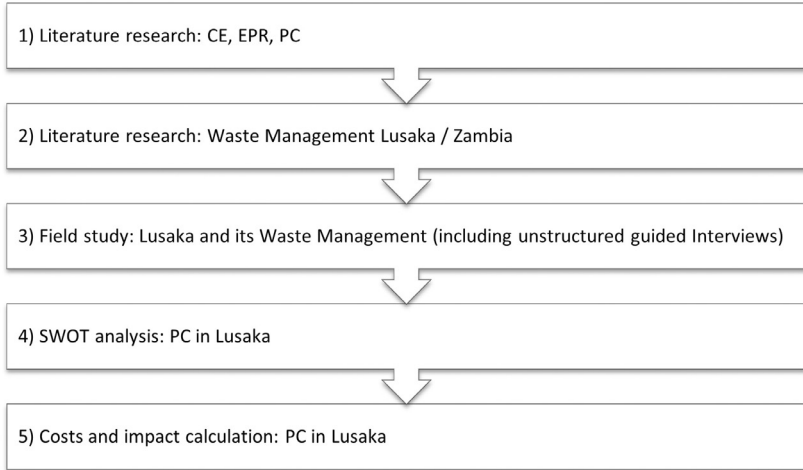 1) Literature research: CE, EPR, PC
2) Literature research: Waste Management Lusaka / Zambia
3) Field study: Lusaka and its Waste Management (including unstructured guided Interviews)
4) SWOT analysis: PC in Lusaka
5) Costs and impact calculation: PC in Lusaka